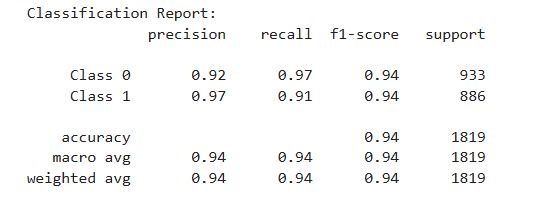 Classification Report:
precision recall f1-score support
Class 0 0.92 0.97 0.94 933
Class 1 0.97 0.91 0.94 886
accuracy 0.94 1819
macro avg 0.94 0.94 0.94 1819
weighted avg 0.94 0.94 0.94 1819